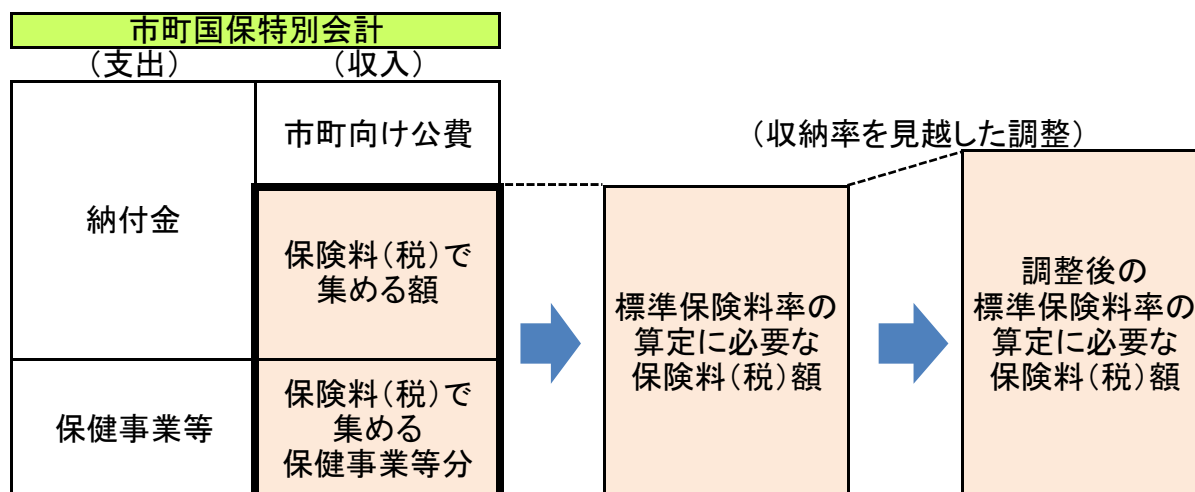 市町国保特別会計
（支出）
（収入）
市町向け公費
納付金
保険料（税）で
集める額
保健事業等
保険料（税）で
集める
保健事業等分
標準保険料率の
算定に必要な
保険料（税）額
（収納率を見越した調整）
調整後の
標準保険料率の
算定に必要な
保険料（税）額